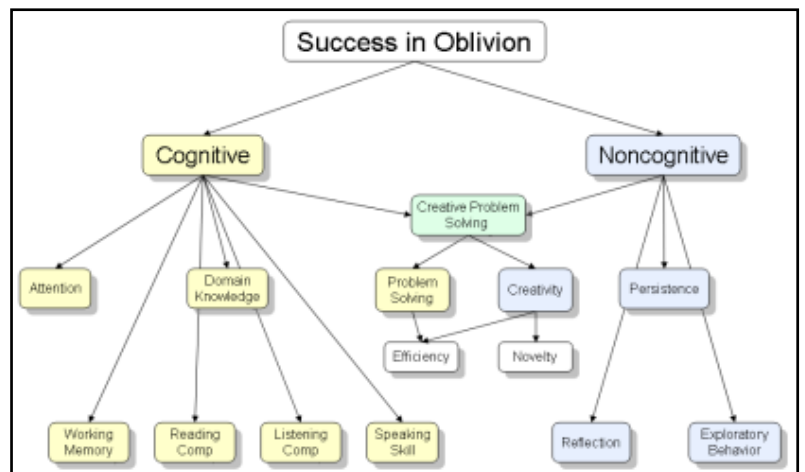 Success in Oblivion
Cognitive
Noncognitive
Creative Problem
Solving
Attention
Domain
Knowledge
Problem
Solving
Creativity
Persistence
Efficiency
Novelty
Working
Memory
Reading
Comp
Listening
Comp
Speaking
Skill
Reflection
Exploratory
Behavior